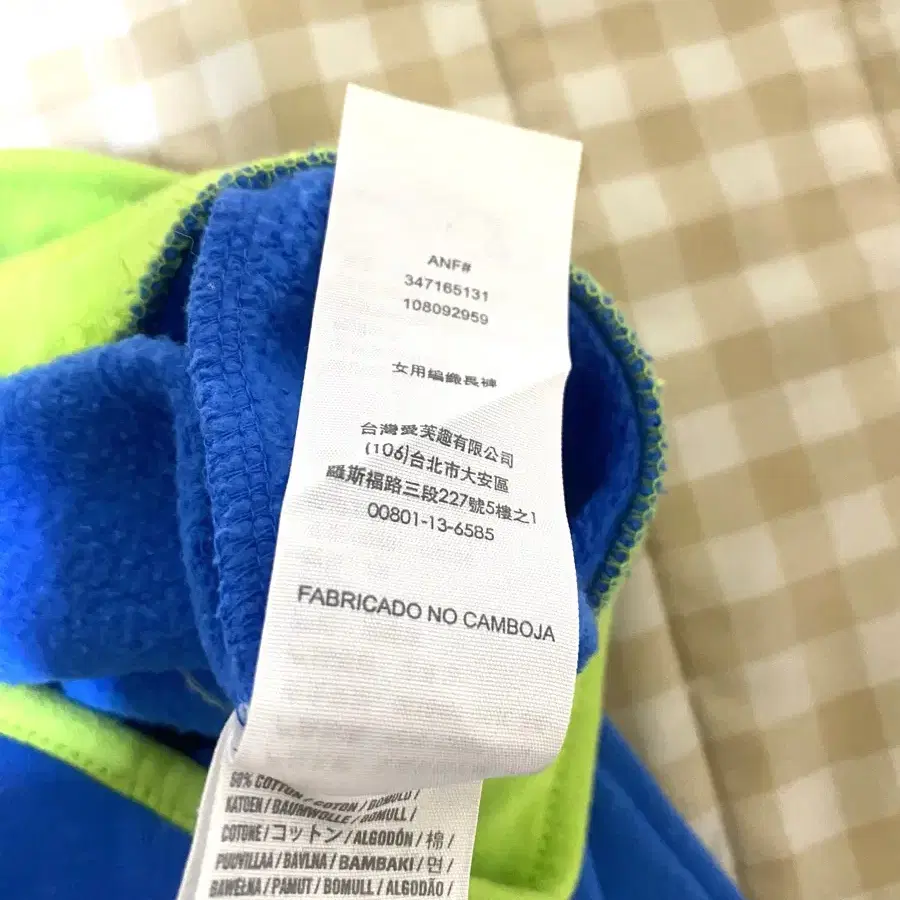 ANF#
347165131
108092959
女用編織長褲
台灣愛芙趣有限公司
(106)台北市大安區
羅斯福路三段227號5樓之1
00801-13-6585
FABRICADO NO CAMBOJA
60% COTTON / COTON / BOMULD /
KATOEN / BAUMWOLLE / BOMULL /
COTONE / コットン / ALGODÓN / 棉 /
PUUVILLAA / BAVLNA / BAMBAKI / 면 /
BAWEŁNA / PAMUT / BOMULL / ALGODÃO /